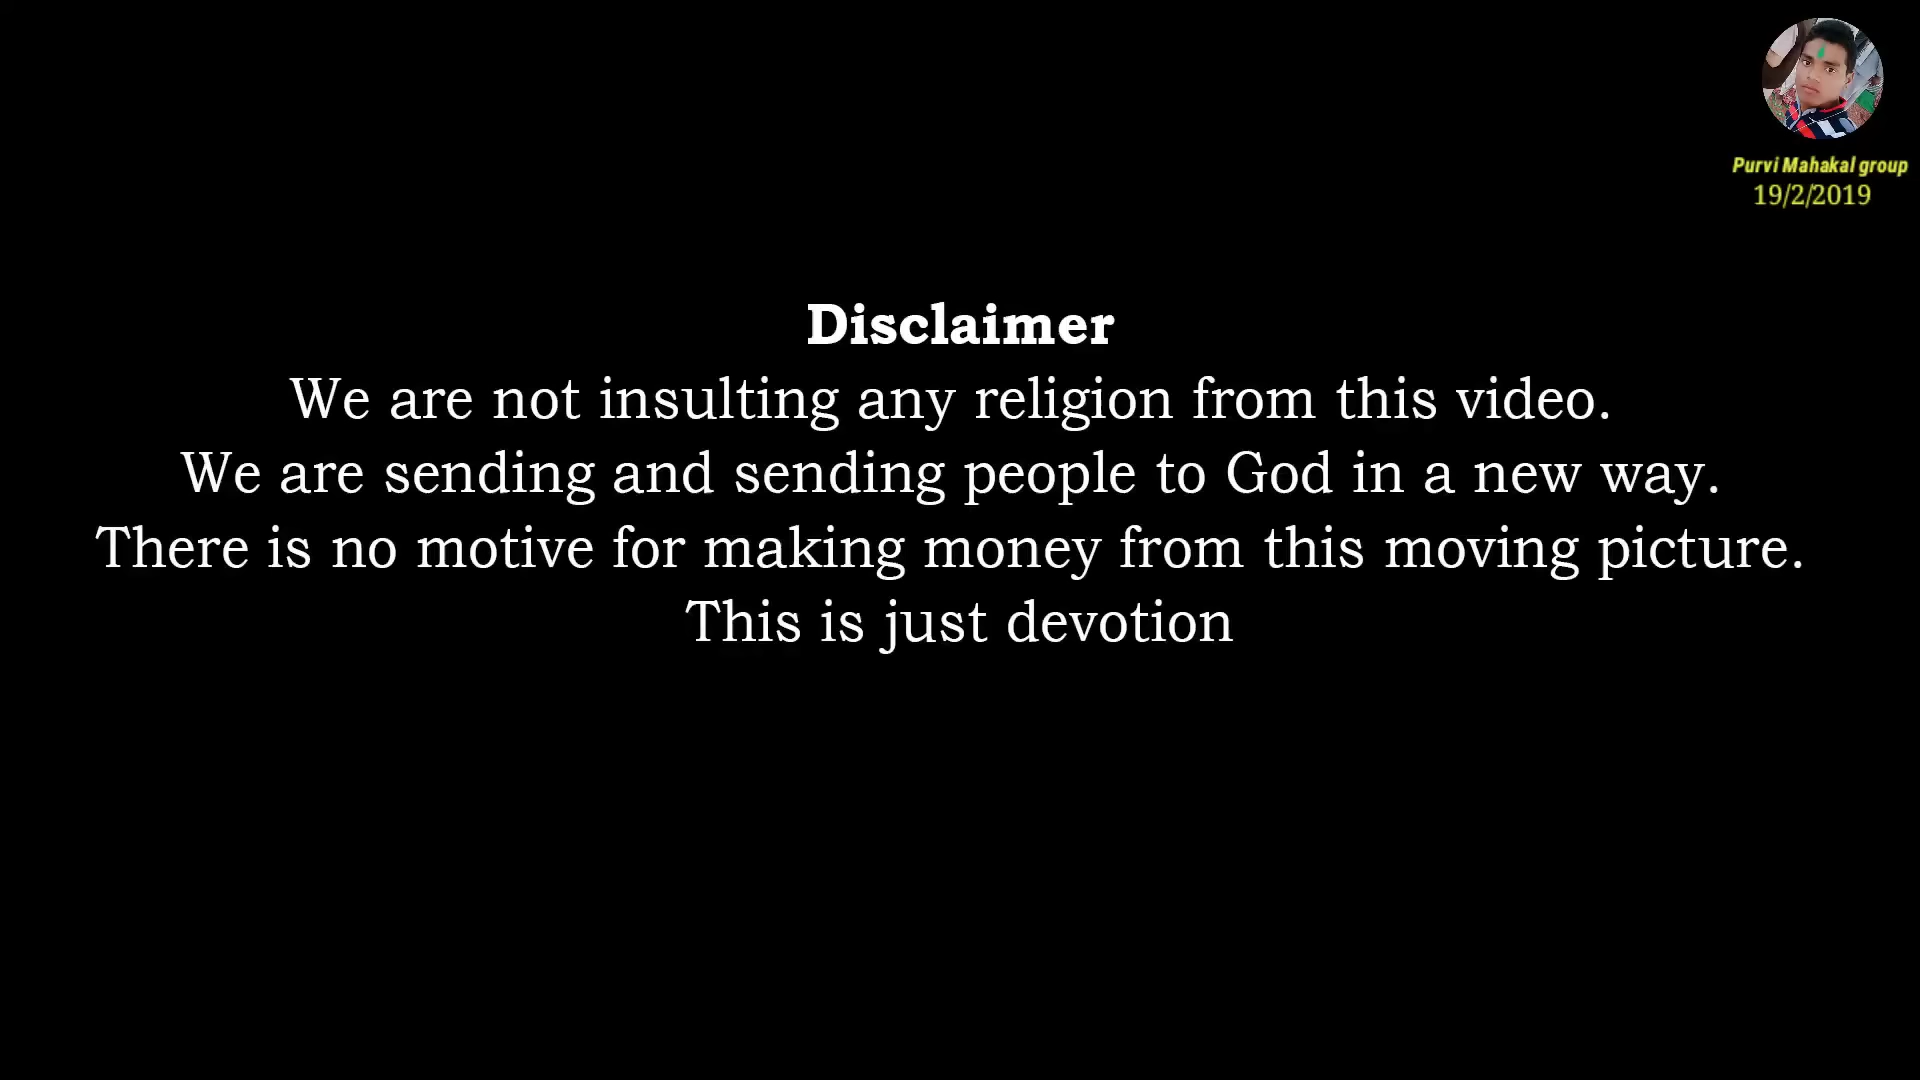 Purvi Mahakal group
19/2/2019
Disclaimer
We are not insulting any religion from this video.
We are sending and sending people to God in a new way.
There is no motive for making money from this moving picture.
This is just devotion